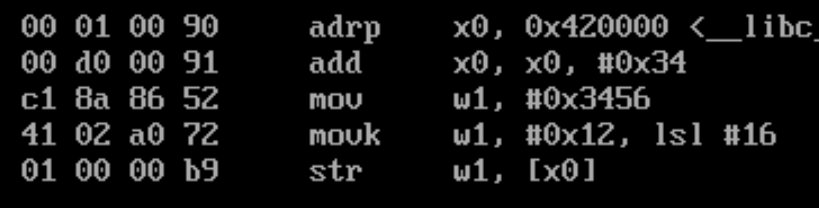 00 01 00 90 adrp x0, 0x420000 <__libc_
00 d0 00 91 add x0, x0, #0x34
c1 8a 86 52 mov w1, #0x3456
41 02 a0 72 movk w1, #0x12, lsl #16
01 00 00 b9 str w1, [x0]